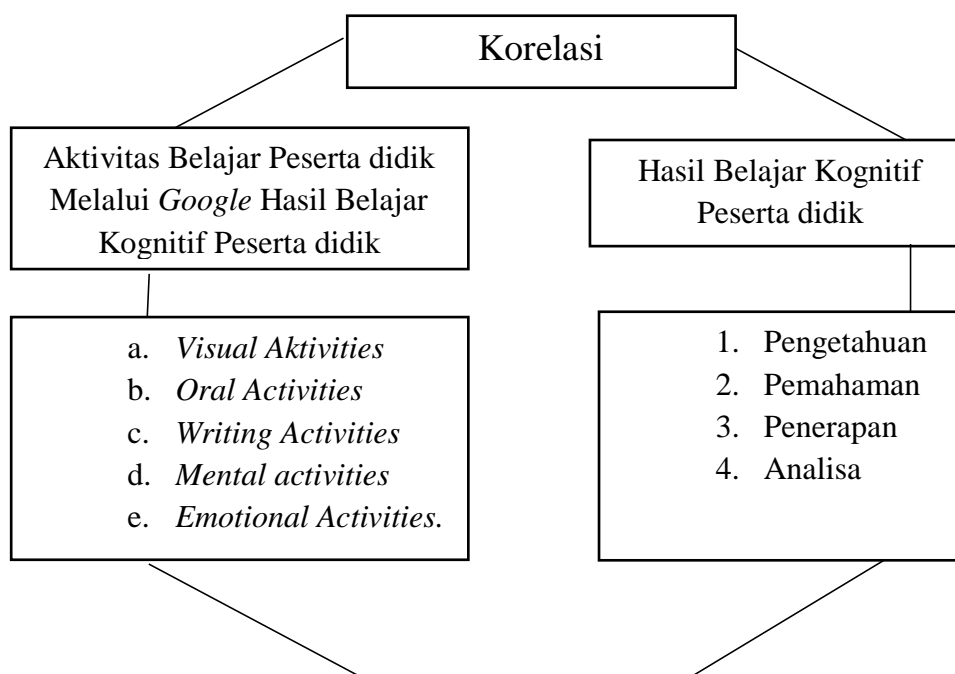 Korelasi
Aktivitas Belajar Peserta didik
Melalui Google Hasil Belajar
Kognitif Peserta didik
Hasil Belajar Kognitif
Peserta didik
a. Visual Aktivities
b. Oral Activities
c. Writing Activities
d. Mental activities
e. Emotional Activities.
1. Pengetahuan
2. Pemahaman
3. Penerapan
4. Analisa